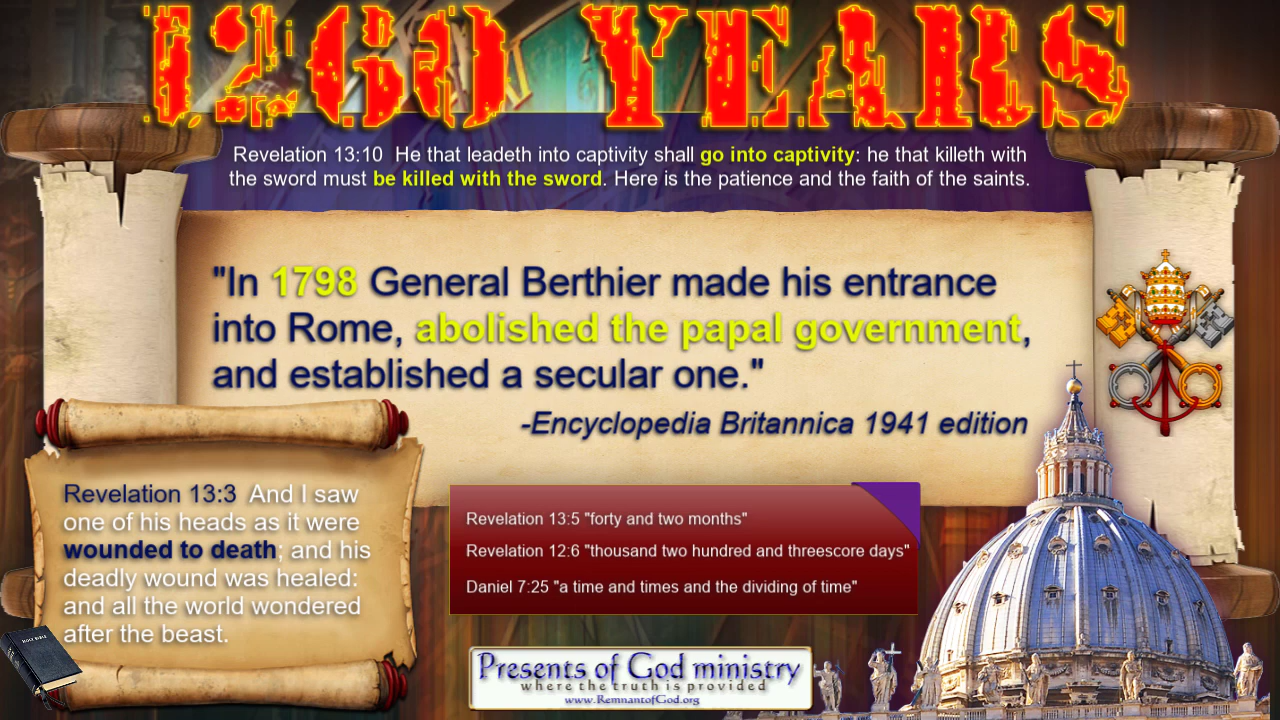 1260 YEARS
Revelation 13:10 He that leadeth into captivity shall go into captivity: he that killeth with
the sword must be killed with the sword. Here is the patience and the faith of the saints.
"In 1798 General Berthier made his entrance
into Rome, abolished the papal government,
and established a secular one."
-Encyclopedia Britannica 1941 edition
Revelation 13:3 And I saw
one of his heads as it were
wounded to death; and his
deadly wound was healed:
and all the world wondered
after the beast.
Revelation 13:5 "forty and two months"
Revelation 12:6 "thousand two hundred and threescore days"
Daniel 7:25 "a time and times and the dividing of time"
HOLY BIBLE
Presents of God ministry
where the truth is provided
www.RemnantofGod.org